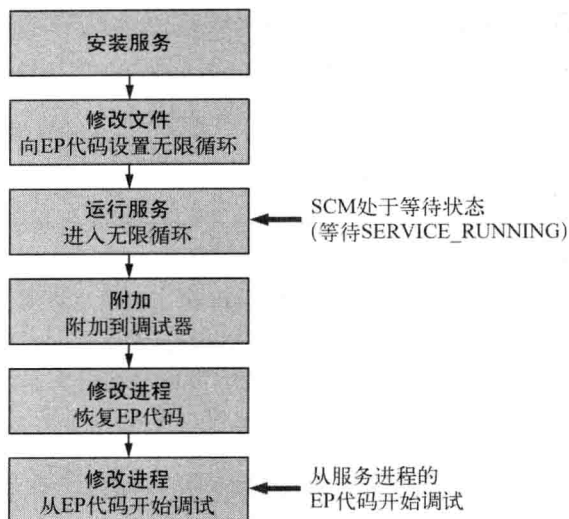 安装服务
修改文件
向EP代码设置无限循环
运行服务
进入无限循环
SCM处于等待状态
(等待SERVICE_RUNNING)
附加
附加到调试器
修改进程
恢复EP代码
修改进程
从EP代码开始调试
从服务进程的
EP代码开始调试